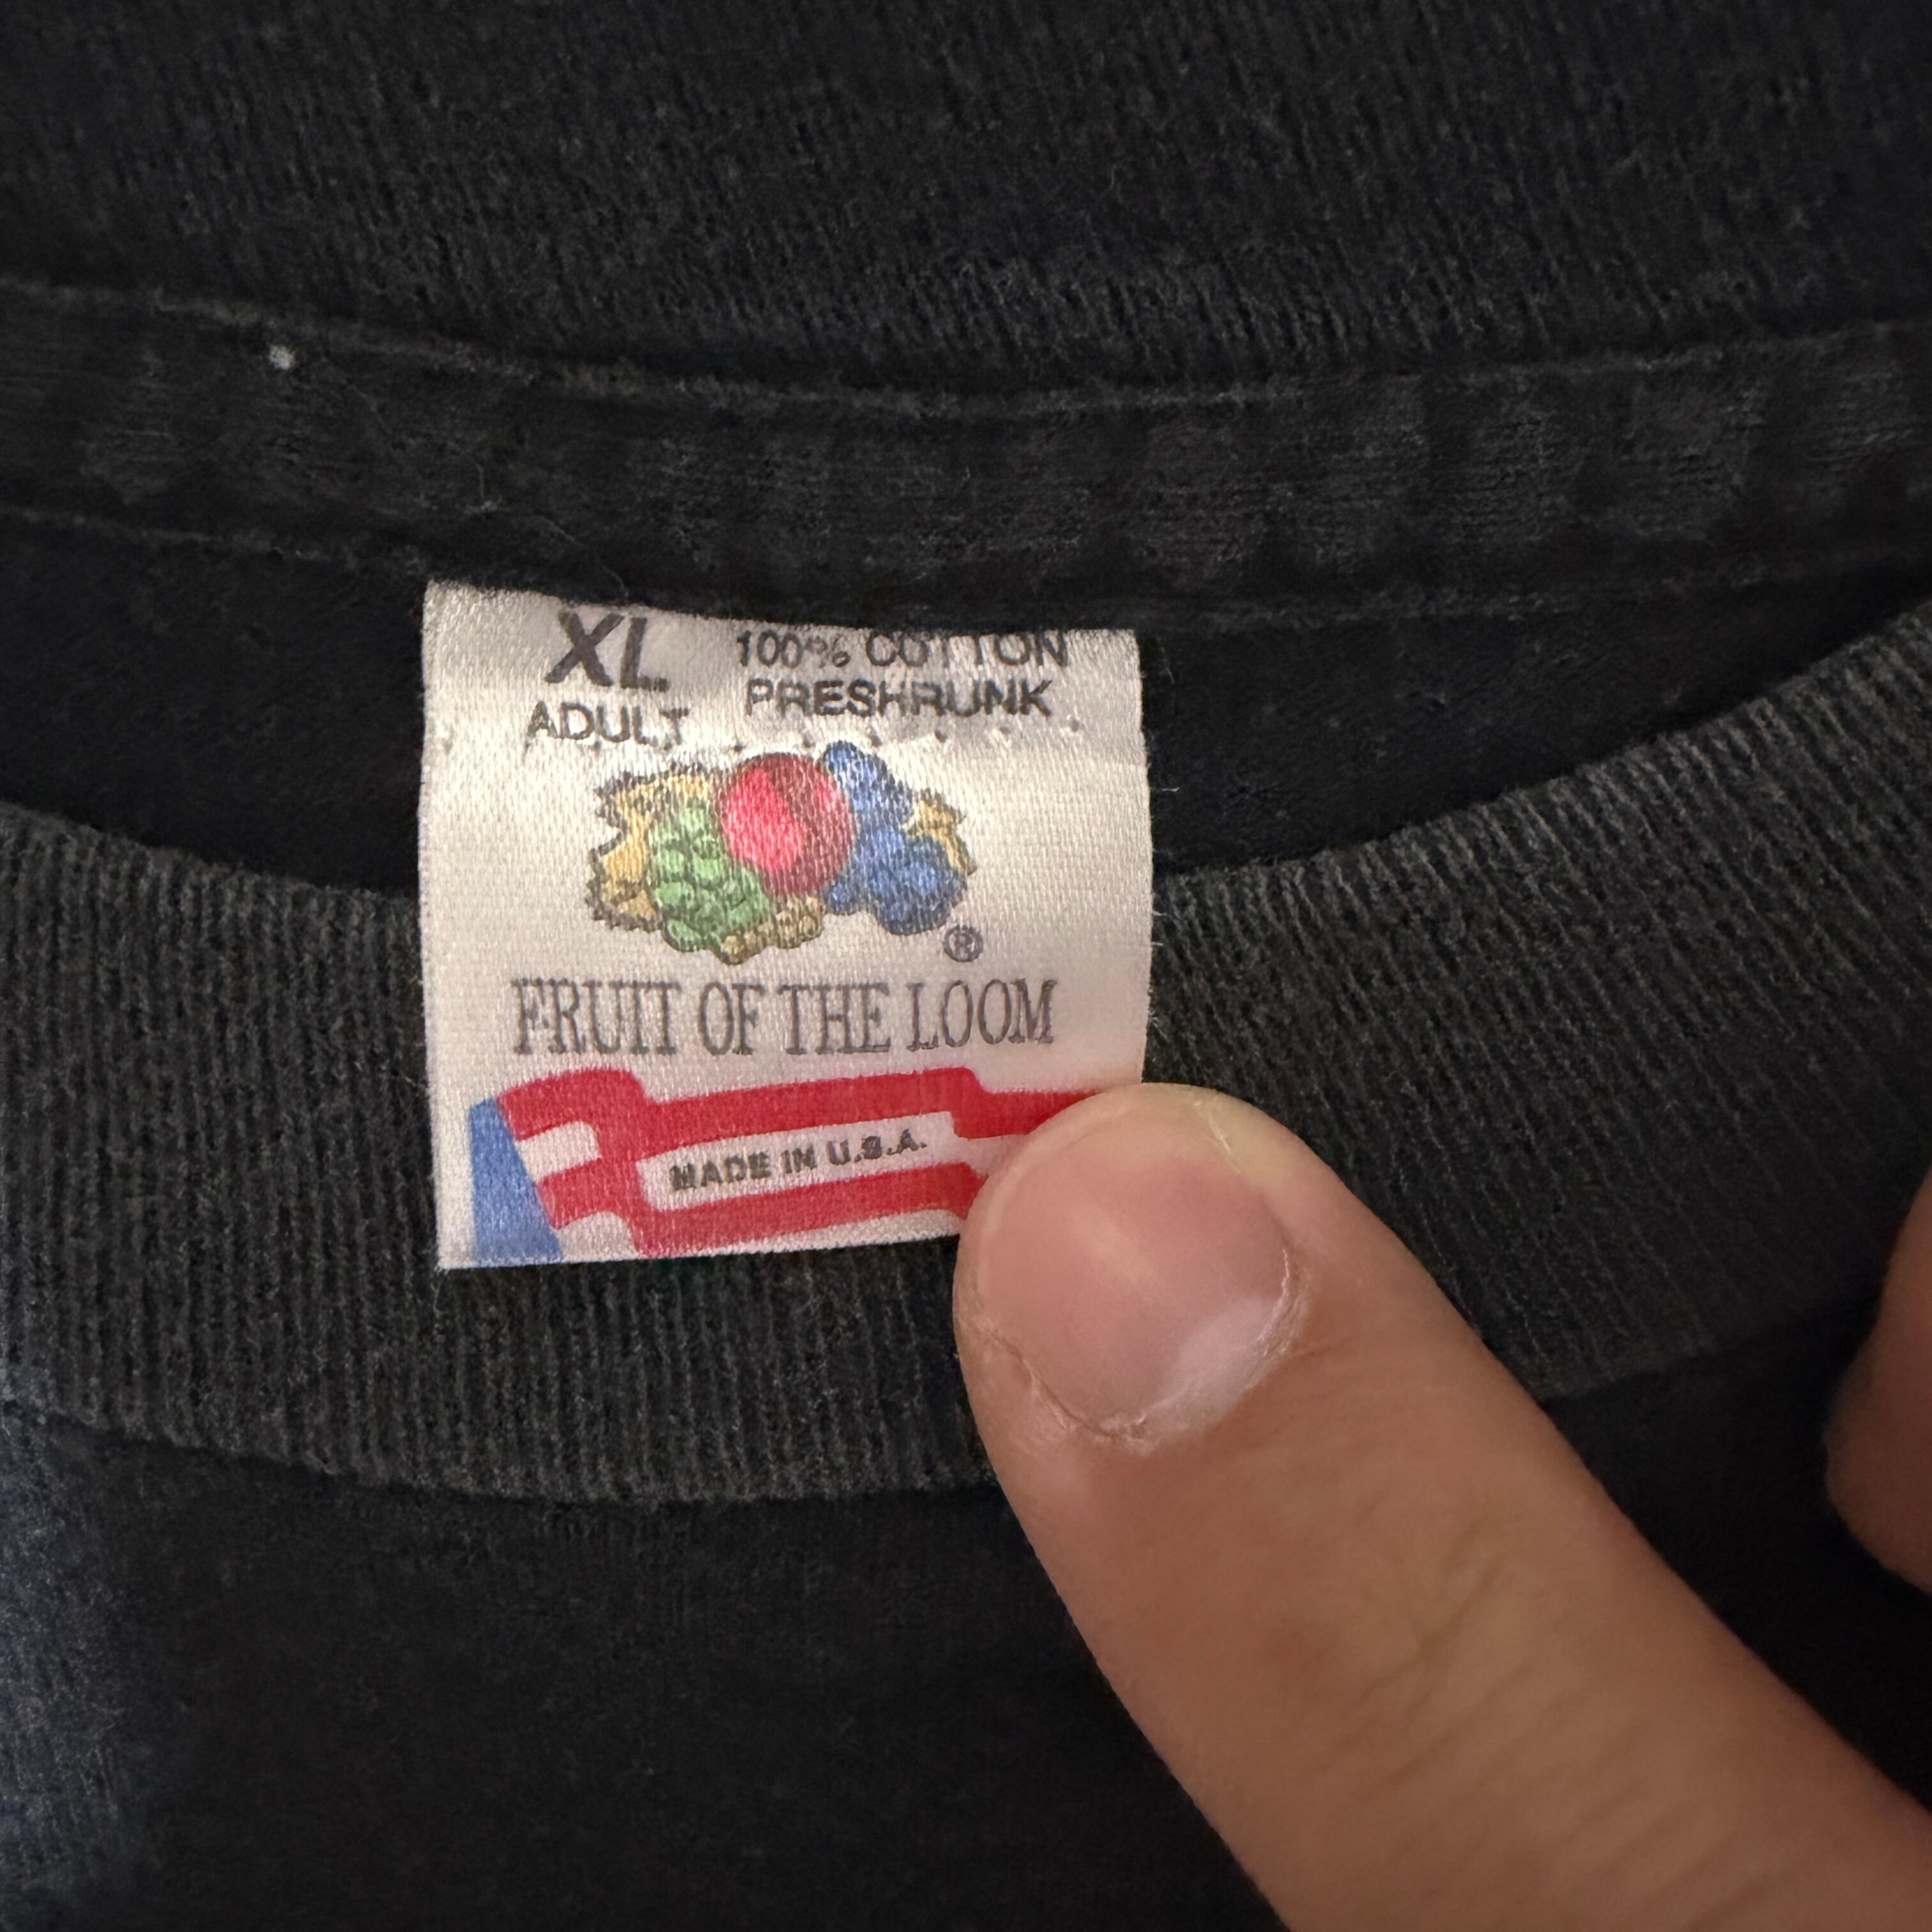 XL 100% COTTON
ADULT PRESHRUNK
®
FRUIT OF THE LOOM
MADE IN U.S.A.